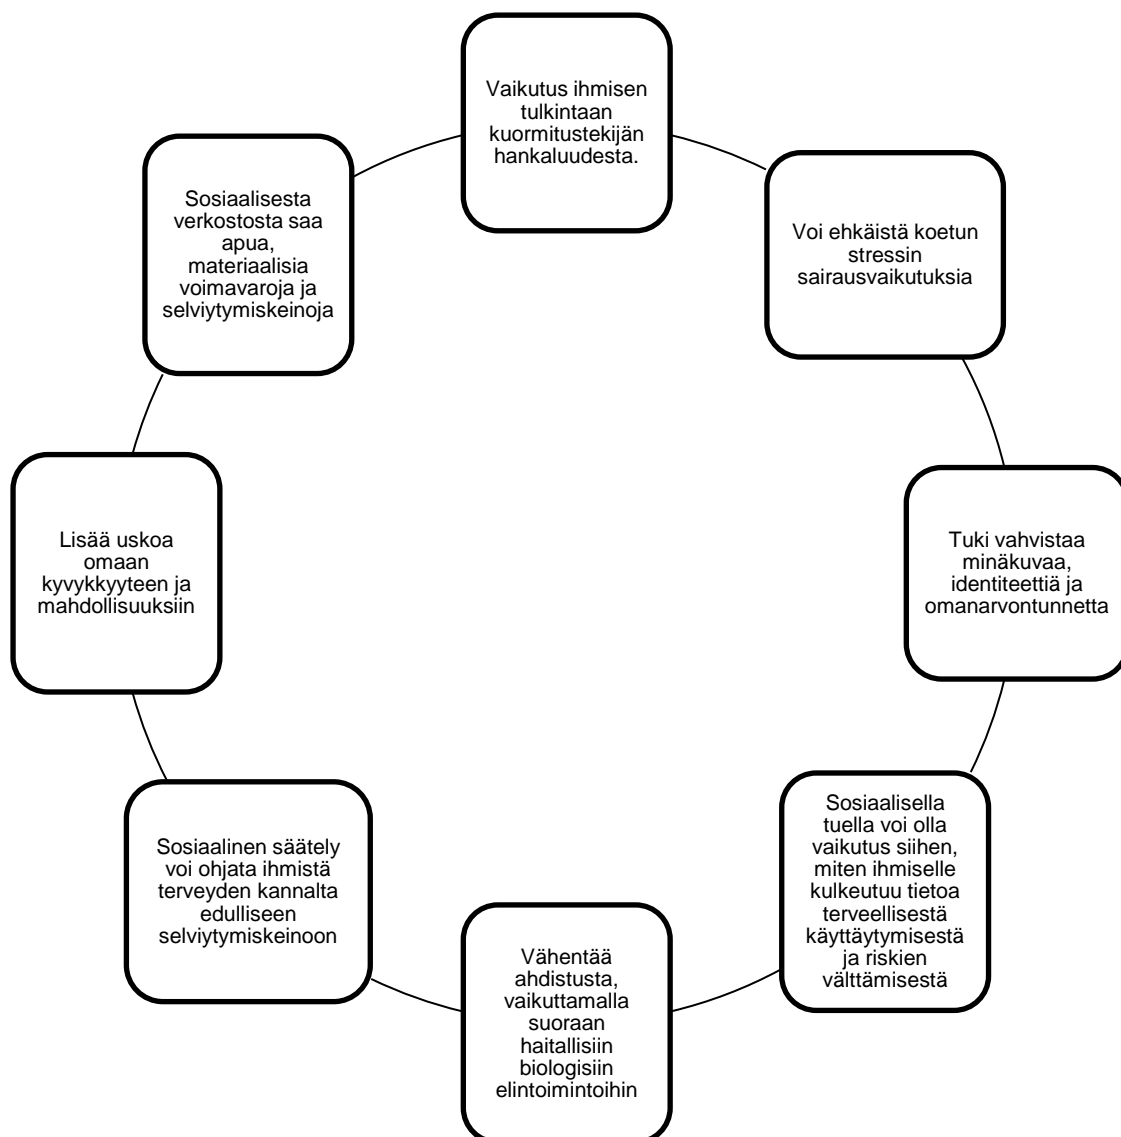 Vaikutus ihmisen
tulkintaan
kuormitustekijän
hankaluudesta.
Voi ehkäistä koetun
stressin
sairausvaikutuksia
Tuki vahvistaa
minäkuvaa,
identiteettiä ja
omanarvontunnetta
Sosiaalisella
tuella voi olla
vaikutus siihen,
miten ihmiselle
kulkeutuu tietoa
terveellisestä
käyttäytymisestä
ja riskien
välttämisestä
Vähentää
ahdistusta,
vaikuttamalla
suoraan
haitallisiin
biologisiin
elintoimintoihin
Sosiaalinen säätely
voi ohjata ihmistä
terveyden kannalta
edulliseen
selviytymiskeinoon
Lisää uskoa
omaan
kyvykkyyteen ja
mahdollisuuksiin
Sosiaalisesta
verkostosta saa
apua,
materiaalisia
voimavaroja ja
selviytymiskeinoja